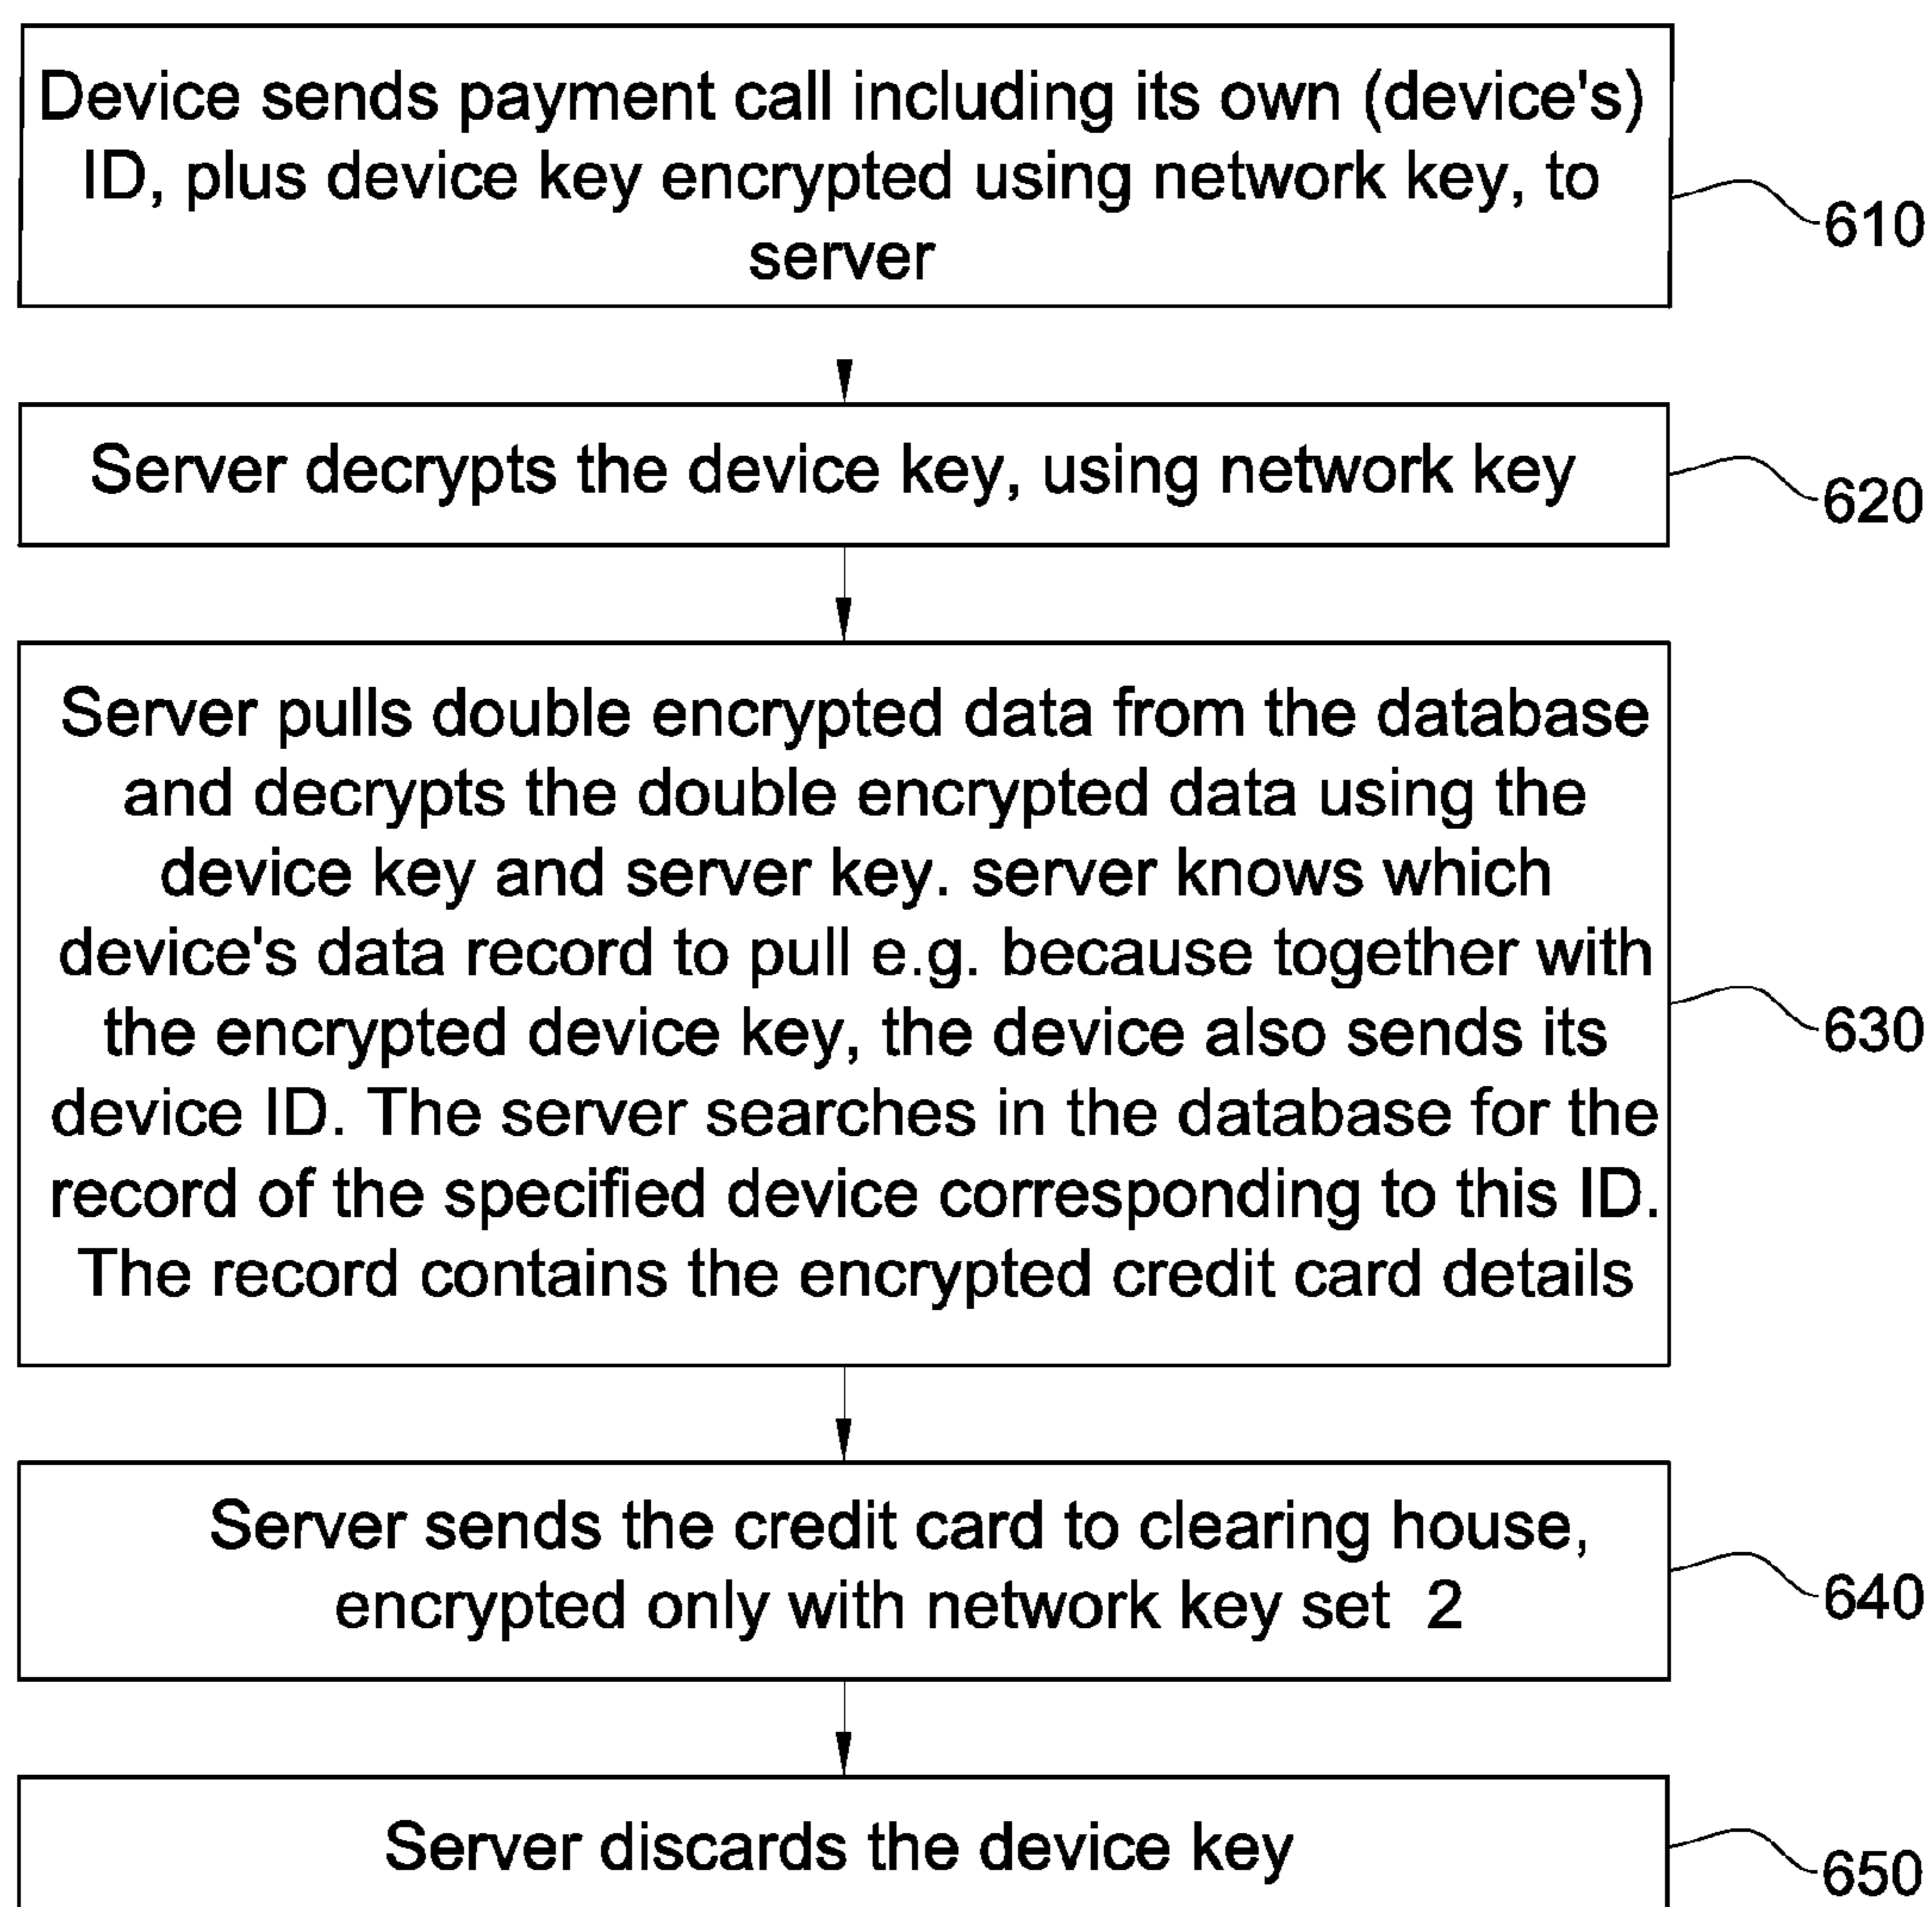 Device sends payment call including its own (device's)
ID, plus device key encrypted using network key, to
server
610
Server decrypts the device key, using network key
620
Server pulls double encrypted data from the database
and decrypts the double encrypted data using the
device key and server key. server knows which
device's data record to pull e.g. because together with
the encrypted device key, the device also sends its
device ID. The server searches in the database for the
record of the specified device corresponding to this ID.
The record contains the encrypted credit card details
630
Server sends the credit card to clearing house,
encrypted only with network key set 2
640
Server discards the device key
650